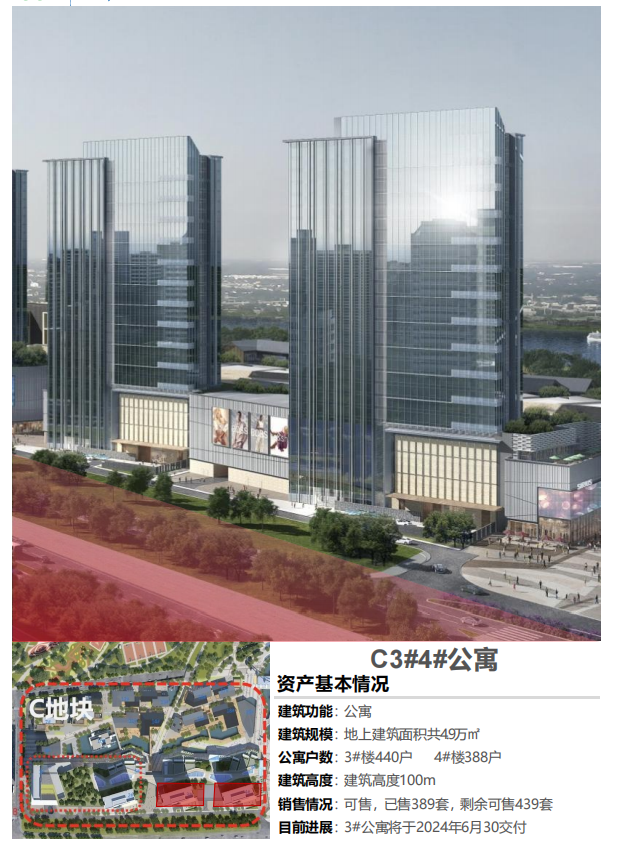 C3#4#公寓
资产基本情况
C地块
建筑功能：公寓
建筑规模：地上建筑面积共4.9万㎡
公寓户数：3#楼440户 4#楼388户
建筑高度：建筑高度100m
销售情况：可售，已售389套，剩余可售439套
目前进展：3#公寓将于2024年6月30交付